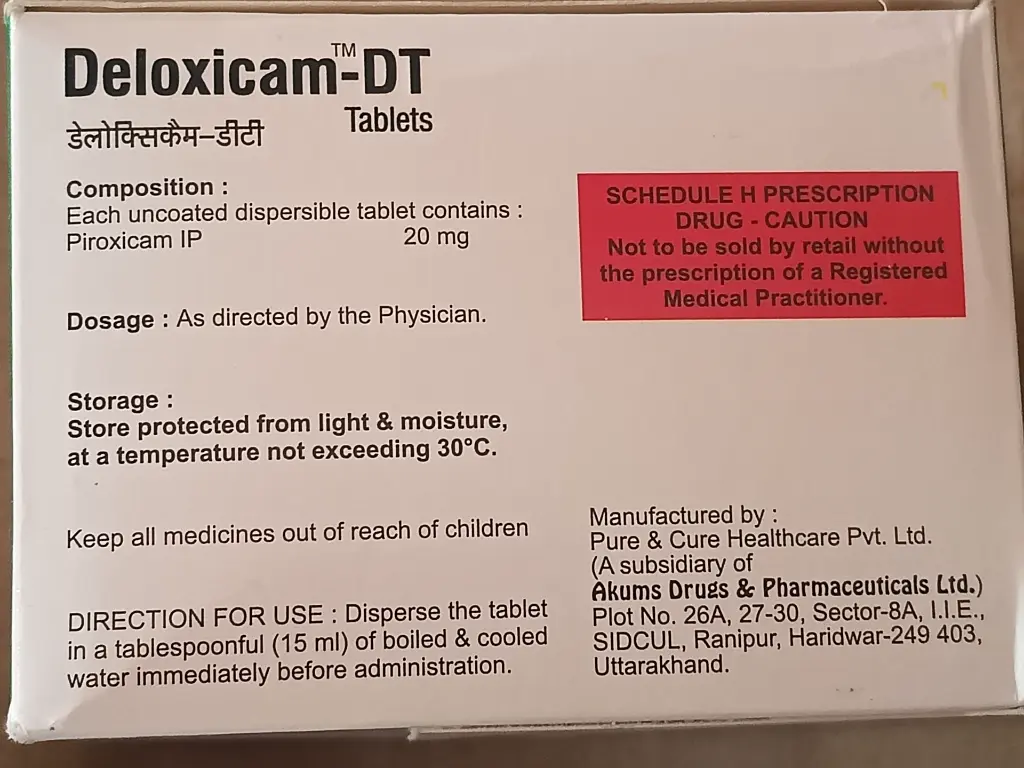 Deloxicam™-DT
Tablets
डेलोक्सिकैम–डीटी
Composition :
Each uncoated dispersible tablet contains :
Piroxicam IP 20 mg
Dosage : As directed by the Physician.
Storage :
Store protected from light & moisture,
at a temperature not exceeding 30°C.
Keep all medicines out of reach of children
DIRECTION FOR USE : Disperse the tablet
in a tablespoonful (15 ml) of boiled & cooled
water immediately before administration.
SCHEDULE H PRESCRIPTION
DRUG - CAUTION
Not to be sold by retail without
the prescription of a Registered
Medical Practitioner.
Manufactured by :
Pure & Cure Healthcare Pvt. Ltd.
(A subsidiary of
Akums Drugs & Pharmaceuticals Ltd.)
Plot No. 26A, 27-30, Sector-8A, I.I.E.,
SIDCUL, Ranipur, Haridwar-249 403,
Uttarakhand.